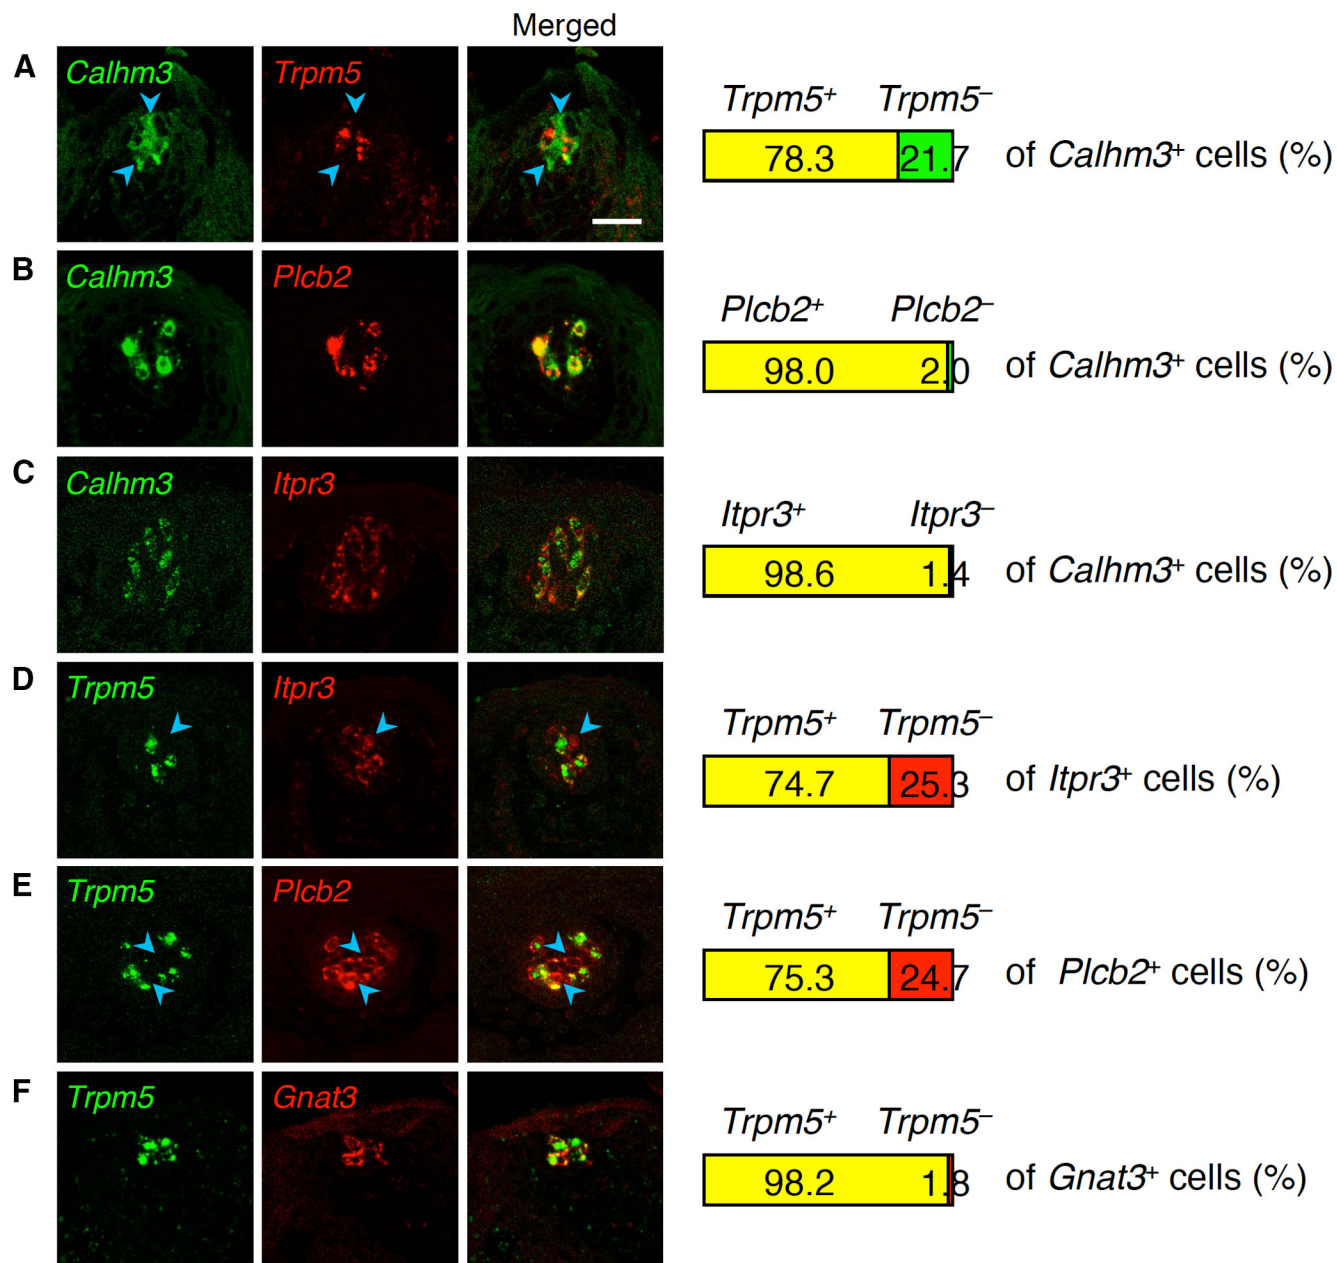 Merged
A
Calhm3
Trpm5
Trpm5⁺ Trpm5⁻
78.3 21.7 of Calhm3⁺ cells (%)
B
Calhm3
Plcb2
Plcb2⁺ Plcb2⁻
98.0 2.0 of Calhm3⁺ cells (%)
C
Calhm3
Itpr3
Itpr3⁺ Itpr3⁻
98.6 1.4 of Calhm3⁺ cells (%)
D
Trpm5
Itpr3
Trpm5⁺ Trpm5⁻
74.7 25.3 of Itpr3⁺ cells (%)
E
Trpm5
Plcb2
Trpm5⁺ Trpm5⁻
75.3 24.7 of Plcb2⁺ cells (%)
F
Trpm5
Gnat3
Trpm5⁺ Trpm5⁻
98.2 1.8 of Gnat3⁺ cells (%)